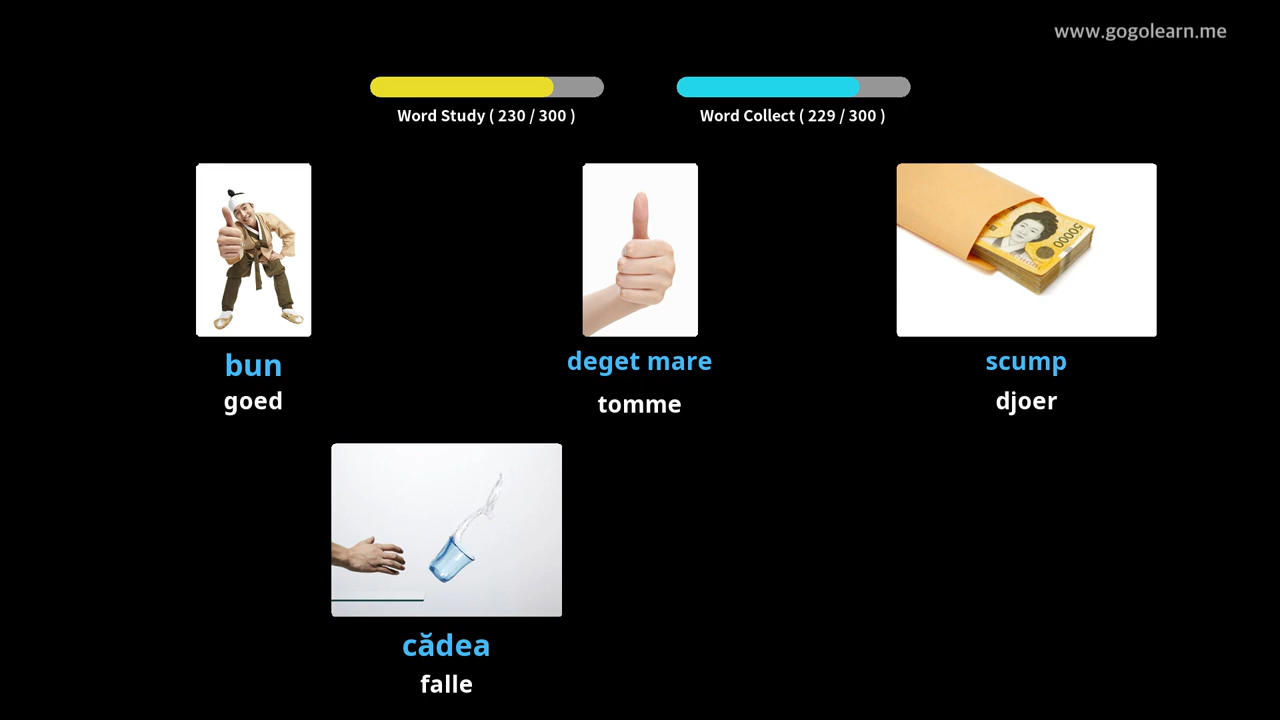 www.gogolearn.me
Word Study ( 230 / 300 )
Word Collect ( 229 / 300 )
50000
bun
goed
deget mare
tomme
scump
djoer
cădea
falle